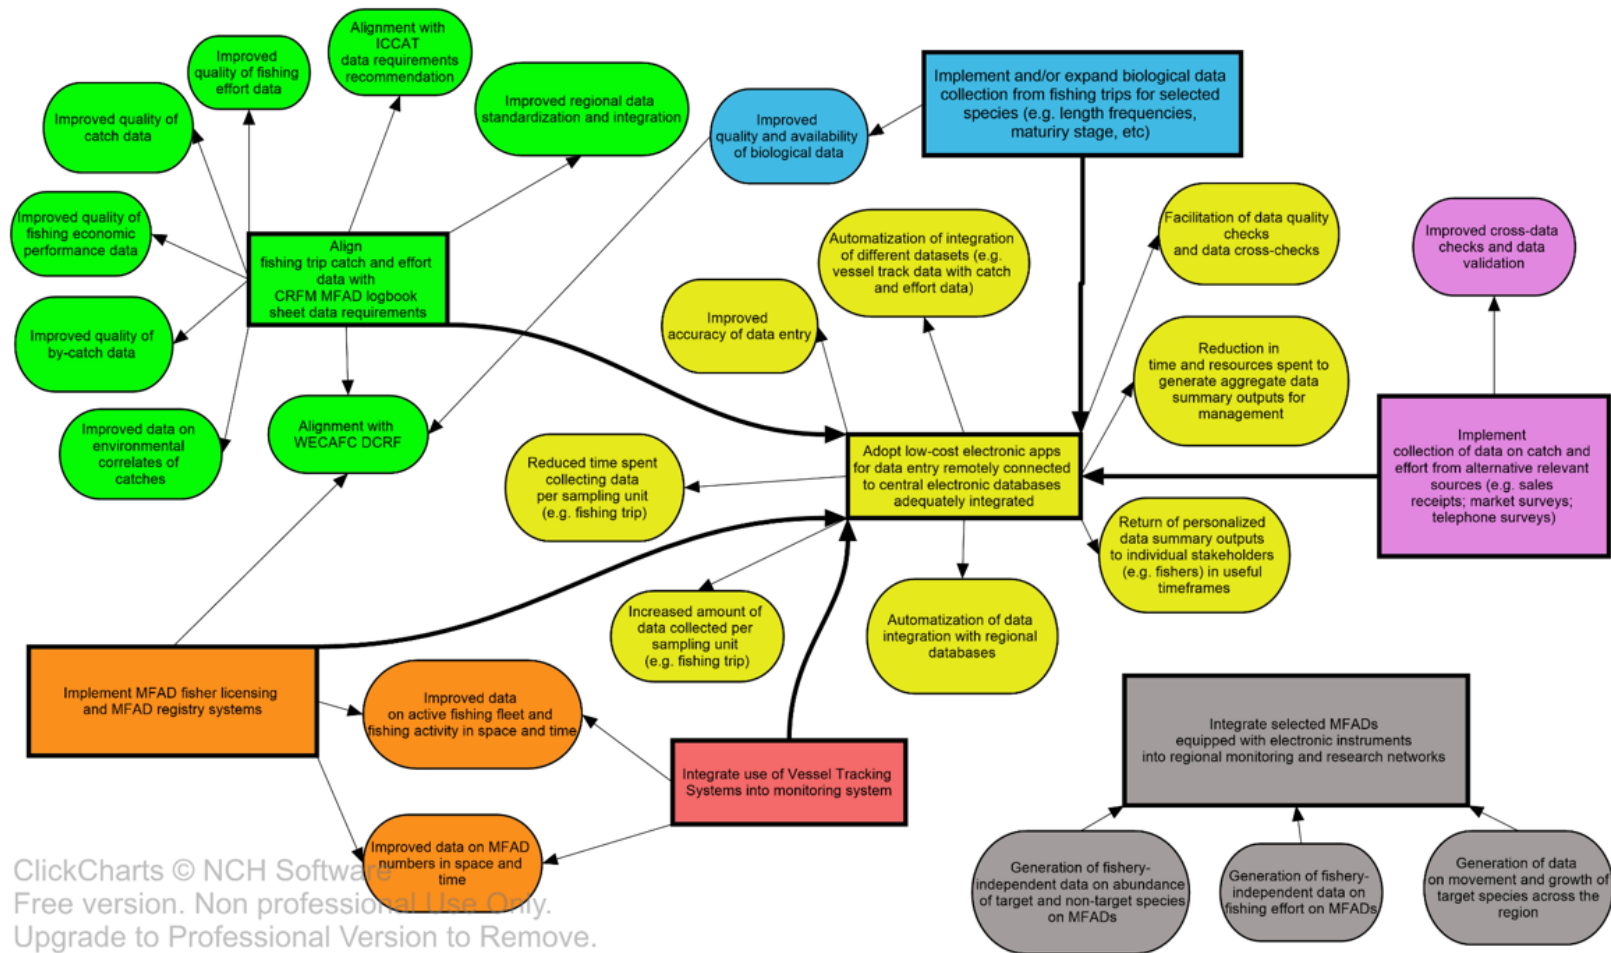 Alignment with
ICCAT
data requirements
recommendation
Improved
quality of fishing
effort data
Improved regional data
standardization and integration
Improved quality of
catch data
Improved quality of
fishing economic
performance data
Align
fishing trip catch and effort
data with
CRFM MFAD logbook
sheet data requirements
Improved quality of
by-catch data
Improved data on
environmental
correlates of
catches
Alignment with
WECAFC DCRF
Implement and/or expand biological data
collection from fishing trips for selected
species (e.g. length frequencies,
maturiry stage, etc)
Improved
quality and availability
of biological data
Automatization of integration
of different datasets (e.g.
vessel track data with catch
and effort data)
Facilitation of data quality
checks
and data cross-checks
Improved cross-data
checks and data
validation
Improved
accuracy of data entry
Reduction in
time and resources spent to
generate aggregate data
summary outputs for
management
Adopt low-cost electronic apps
for data entry remotely connected
to central electronic databases
adequately integrated
Implement
collection of data on catch and
effort from alternative relevant
sources (e.g. sales
receipts; market surveys;
telephone surveys)
Reduced time spent
collecting data
per sampling unit
(e.g. fishing trip)
Return of personalized
data summary outputs
to individual stakeholders
(e.g. fishers) in useful
timeframes
Increased amount of
data collected per
sampling unit
(e.g. fishing trip)
Automatization of data
integration with regional
databases
Implement MFAD fisher licensing
and MFAD registry systems
Improved data
on active fishing fleet and
fishing activity in space and time
Integrate use of Vessel Tracking
Systems into monitoring system
Improved data on MFAD
numbers in space and
time
Integrate selected MFADs
equipped with electronic instruments
into regional monitoring and research networks
Generation of fishery-
independent data on abundance
of target and non-target species
on MFADs
Generation of fishery-
independent data on
fishing effort on MFADs
Generation of data
on movement and growth of
target species across the
region
ClickCharts © NCH Software
Free version. Non professional Use Only.
Upgrade to Professional Version to Remove.